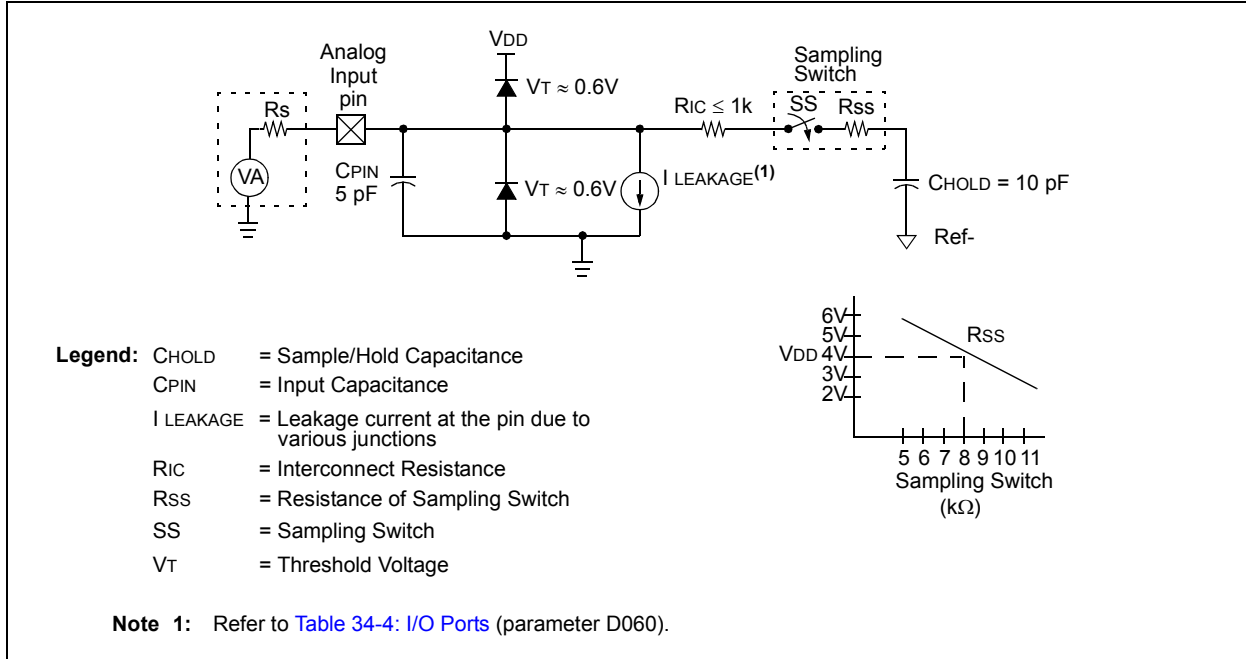 VDD
Analog
Input
pin
Sampling
Switch
VT ≈ 0.6V
Rs
RIC ≤ 1k
SS
Rss
VA
CPIN
5 pF
VT ≈ 0.6V
I LEAKAGE(1)
CHOLD = 10 pF
Ref-
6V
5V
VDD 4V
3V
2V
RSS
5 6 7 8 9 10 11
Sampling Switch
(kΩ)
Legend: CHOLD = Sample/Hold Capacitance
CPIN = Input Capacitance
I LEAKAGE = Leakage current at the pin due to
various junctions
RIC = Interconnect Resistance
RSS = Resistance of Sampling Switch
SS = Sampling Switch
VT = Threshold Voltage
Note 1: Refer to Table 34-4: I/O Ports (parameter D060).